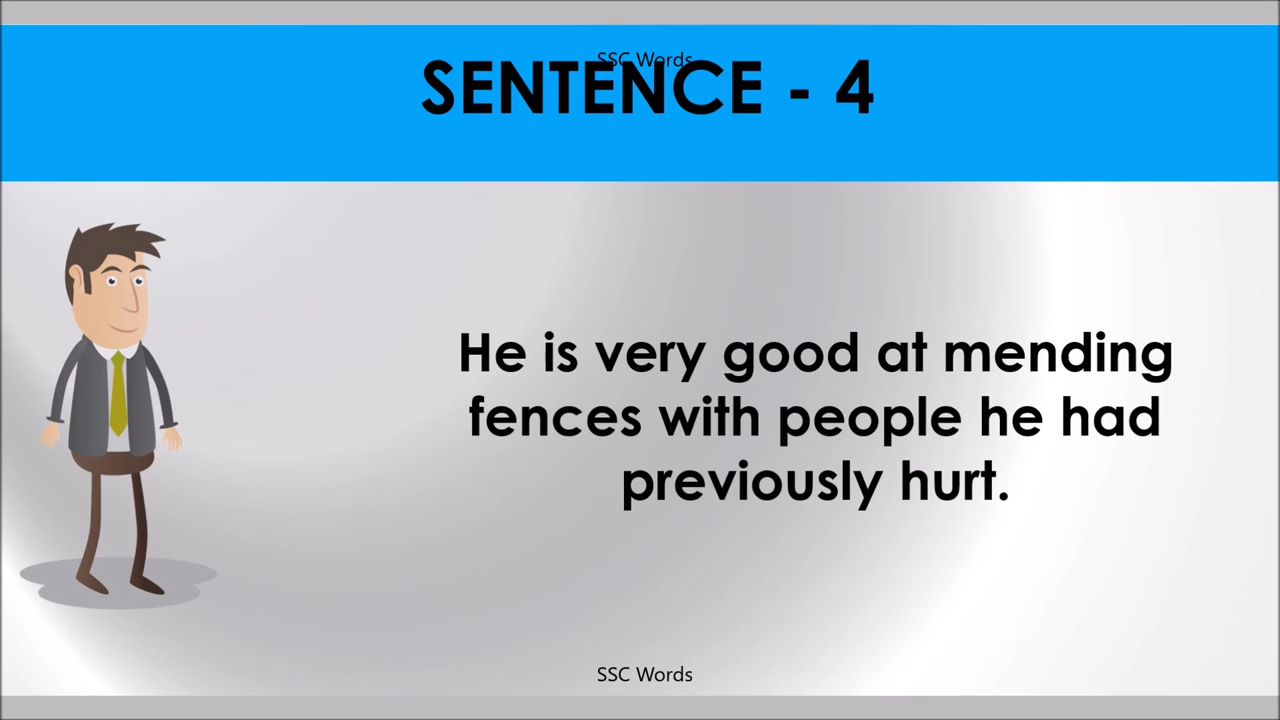 SSC Words
SENTENCE - 4
He is very good at mending
fences with people he had
previously hurt.
SSC Words